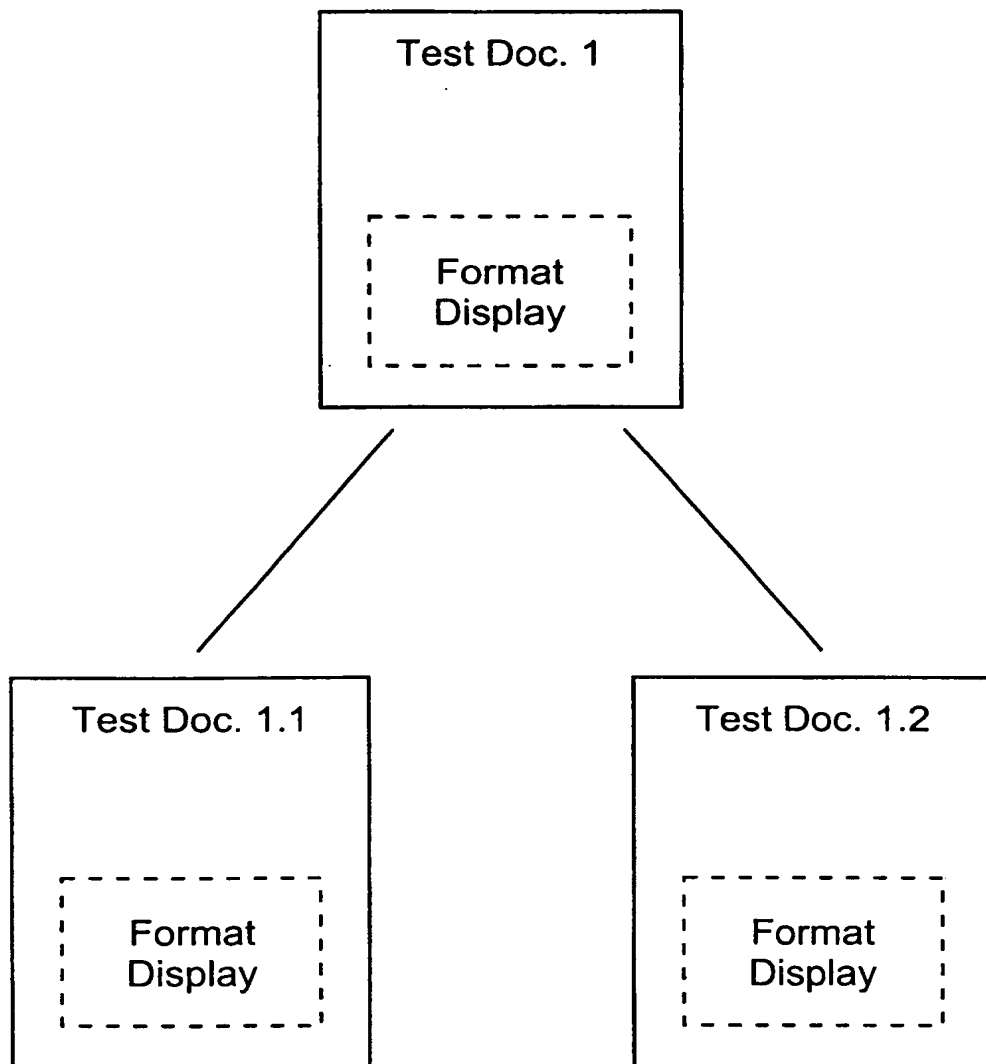 Test Doc. 1
Format
Display
Test Doc. 1.1
Format
Display
Test Doc. 1.2
Format
Display